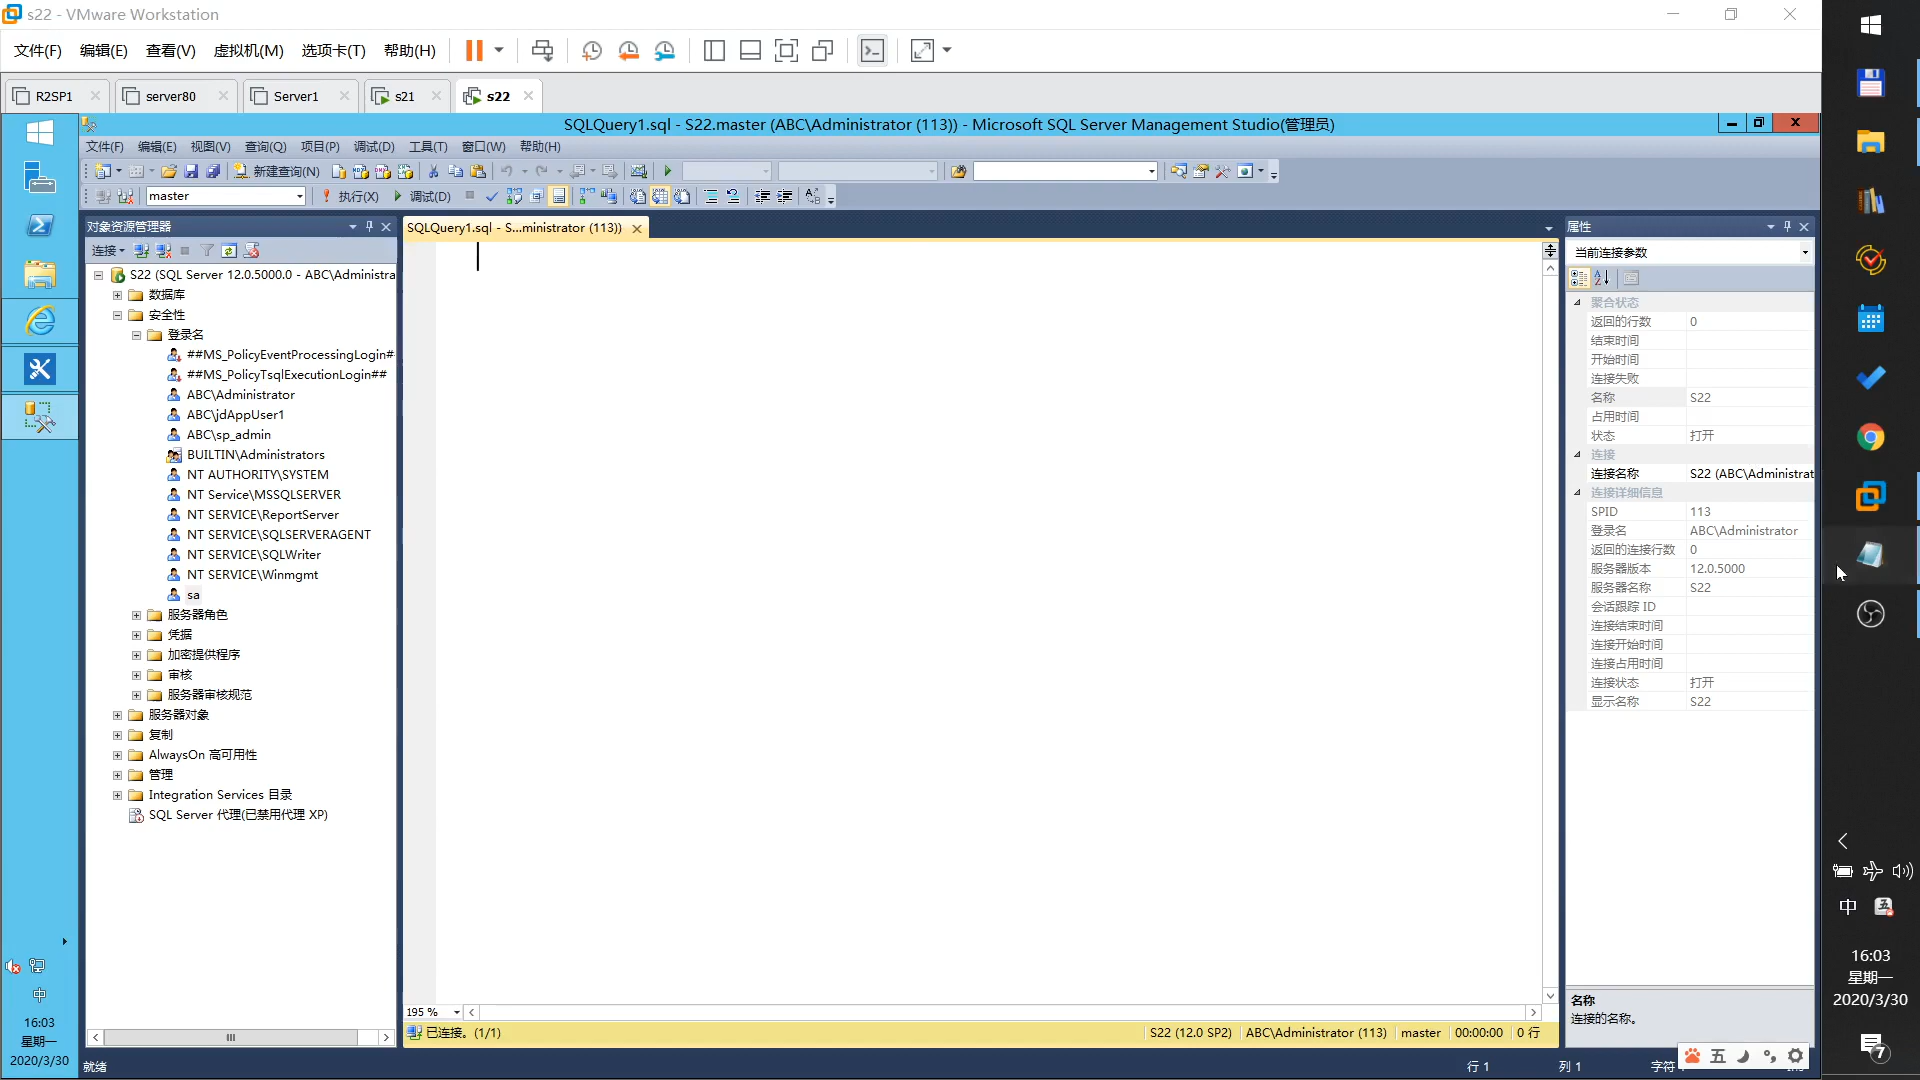 s22 - VMware Workstation
文件(F) 编辑(E) 查看(V) 虚拟机(M) 选项卡(T) 帮助(H)
R2SP1 server80 Server1 s21 s22
SQLQuery1.sql - S22.master (ABC\Administrator (113)) - Microsoft SQL Server Management Studio(管理员)
文件(F) 编辑(E) 视图(V) 查询(Q) 项目(P) 调试(D) 工具(T) 窗口(W) 帮助(H)
新建查询(N)
master 执行(X) 调试(D)
对象资源管理器
连接
S22 (SQL Server 12.0.5000.0 - ABC\Administra
数据库
安全性
登录名
##MS_PolicyEventProcessingLogin#
##MS_PolicyTsqlExecutionLogin##
ABC\Administrator
ABC\jdAppUser1
ABC\sp_admin
BUILTIN\Administrators
NT AUTHORITY\SYSTEM
NT Service\MSSQLSERVER
NT SERVICE\ReportServer
NT SERVICE\SQLSERVERAGENT
NT SERVICE\SQLWriter
NT SERVICE\Winmgmt
sa
服务器角色
凭据
加密提供程序
审核
服务器审核规范
服务器对象
复制
AlwaysOn 高可用性
管理
Integration Services 目录
SQL Server 代理(已禁用代理 XP)
SQLQuery1.sql - S...ministrator (113))
195 %
已连接。(1/1)
S22 (12.0 SP2) ABC\Administrator (113) master 00:00:00 0 行
属性
当前连接参数
聚合状态
返回的行数 0
结束时间
开始时间
连接失败
名称 S22
占用时间
状态 打开
连接
连接名称 S22 (ABC\Administrat
连接详细信息
SPID 113
登录名 ABC\Administrator
返回的连接行数 0
服务器版本 12.0.5000
服务器名称 S22
会话跟踪 ID
连接结束时间
连接开始时间
连接占用时间
连接状态 打开
显示名称 S22
名称
连接的名称。
就绪 行 1 列 1 字符
五
中
16:03
星期一
2020/3/30
中
16:03
星期一
2020/3/30
7